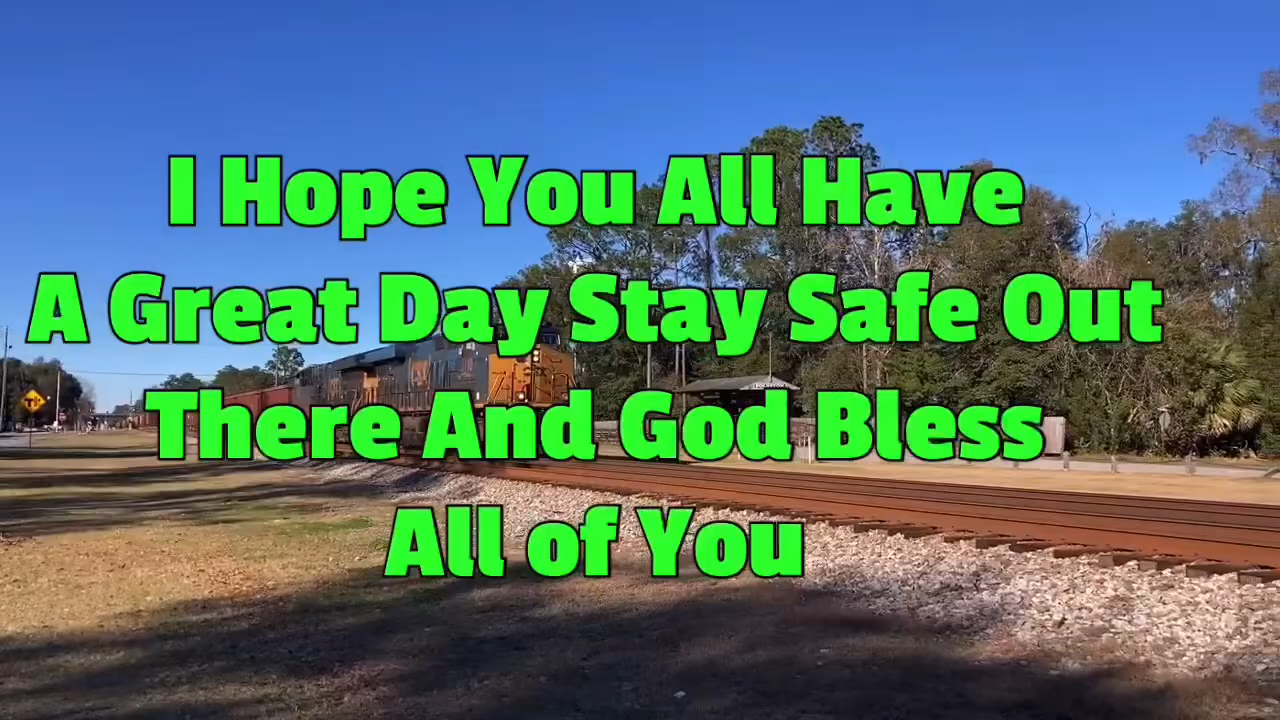 I Hope You All Have
A Great Day Stay Safe Out
There And God Bless
All of You